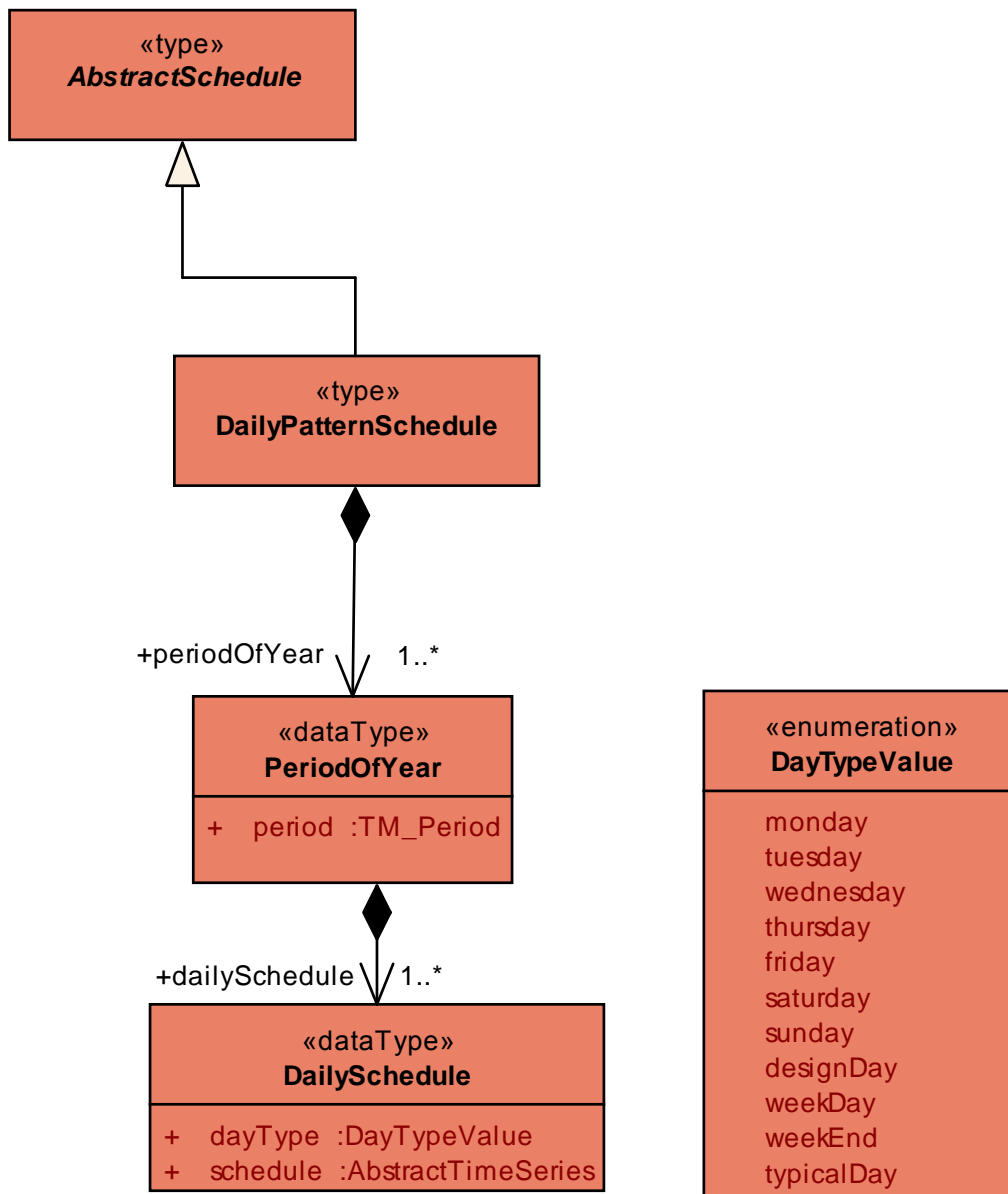 «type»
AbstractSchedule
«type»
DailyPatternSchedule
+periodOfYear 1..*
«dataType»
PeriodOfYear
+ period :TM_Period
+dailySchedule 1..*
«dataType»
DailySchedule
+ dayType :DayTypeValue
+ schedule :AbstractTimeSeries
«enumeration»
DayTypeValue
monday
tuesday
wednesday
thursday
friday
saturday
sunday
designDay
weekDay
weekEnd
typicalDay